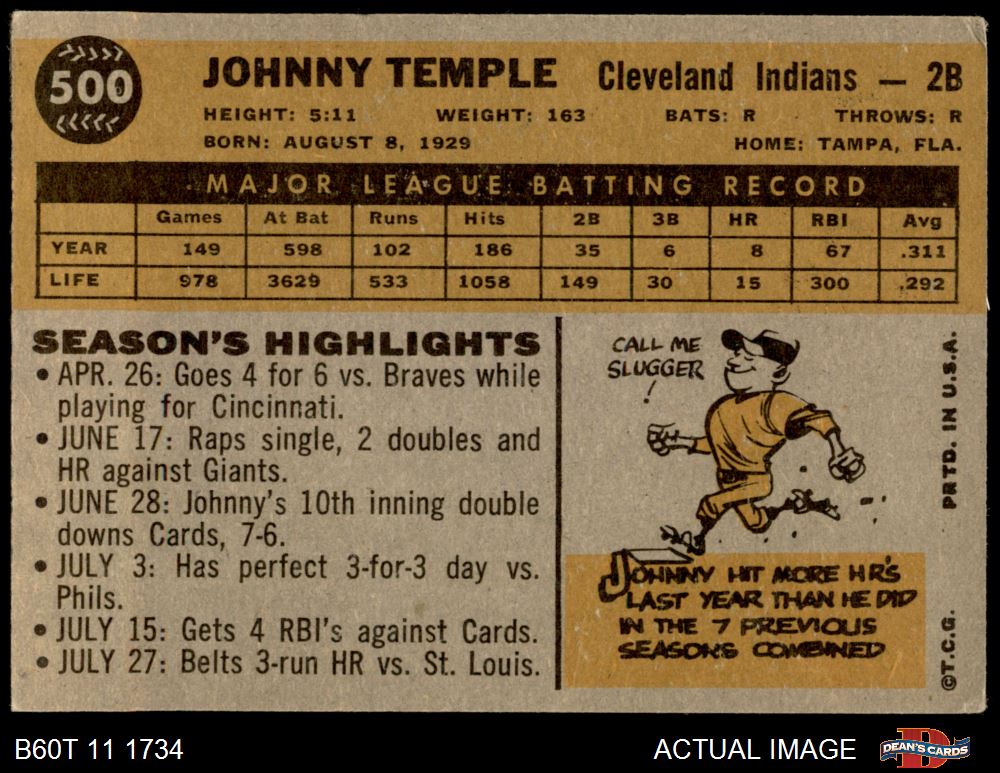 500
JOHNNY TEMPLE Cleveland Indians — 2B
HEIGHT: 5:11 WEIGHT: 163 BATS: R THROWS: R
BORN: AUGUST 8, 1929 HOME: TAMPA, FLA.
MAJOR LEAGUE BATTING RECORD
Games At Bat Runs Hits 2B 3B HR RBI Avg
YEAR 149 598 102 186 35 6 8 67 .311
LIFE 978 3629 533 1058 149 30 15 300 .292
SEASON'S HIGHLIGHTS
• APR. 26: Goes 4 for 6 vs. Braves while
playing for Cincinnati.
• JUNE 17: Raps single, 2 doubles and
HR against Giants.
• JUNE 28: Johnny's 10th inning double
downs Cards, 7-6.
• JULY 3: Has perfect 3-for-3 day vs.
Phils.
• JULY 15: Gets 4 RBI's against Cards.
• JULY 27: Belts 3-run HR vs. St. Louis.
CALL ME
SLUGGER
!
JOHNNY HIT MORE HR'S
LAST YEAR THAN HE DID
IN THE 7 PREVIOUS
SEASONS COMBINED
©T.C.G. PRTD. IN U.S.A.
B60T 11 1734 ACTUAL IMAGE DEAN'S CARDS